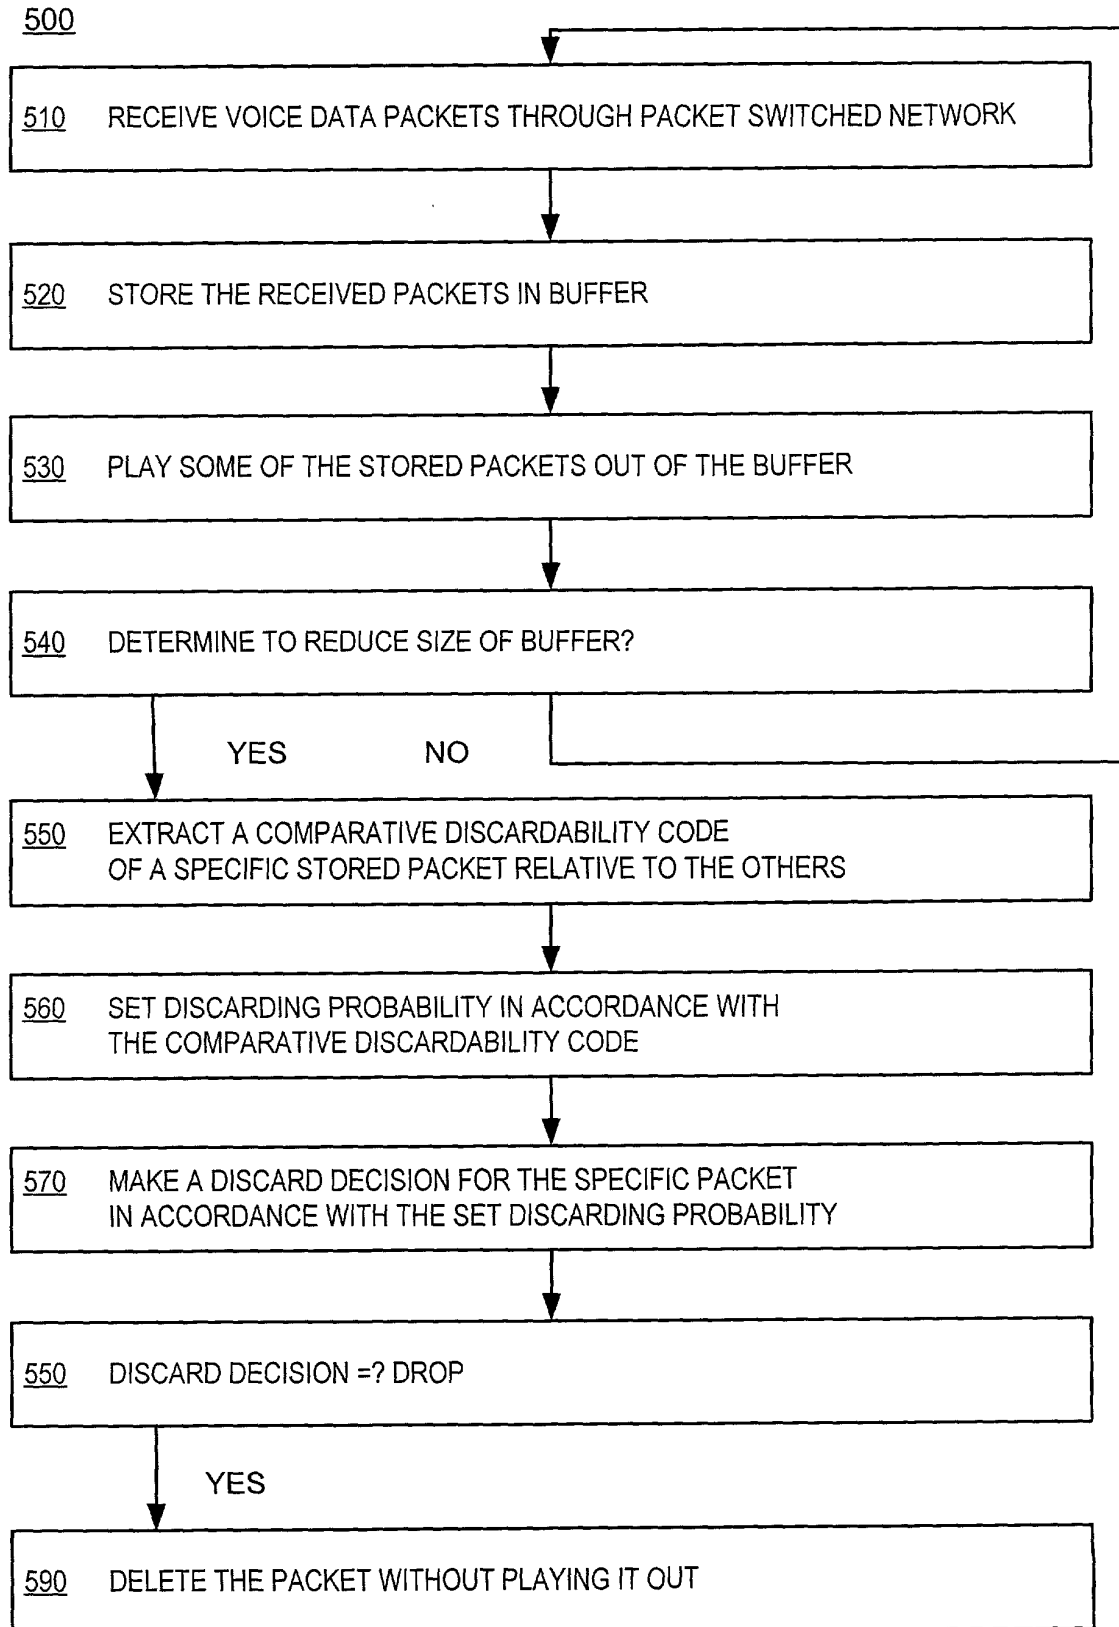 500
510 RECEIVE VOICE DATA PACKETS THROUGH PACKET SWITCHED NETWORK
520 STORE THE RECEIVED PACKETS IN BUFFER
530 PLAY SOME OF THE STORED PACKETS OUT OF THE BUFFER
540 DETERMINE TO REDUCE SIZE OF BUFFER?
YES NO
550 EXTRACT A COMPARATIVE DISCARDABILITY CODE
OF A SPECIFIC STORED PACKET RELATIVE TO THE OTHERS
560 SET DISCARDING PROBABILITY IN ACCORDANCE WITH
THE COMPARATIVE DISCARDABILITY CODE
570 MAKE A DISCARD DECISION FOR THE SPECIFIC PACKET
IN ACCORDANCE WITH THE SET DISCARDING PROBABILITY
550 DISCARD DECISION =? DROP
YES
590 DELETE THE PACKET WITHOUT PLAYING IT OUT